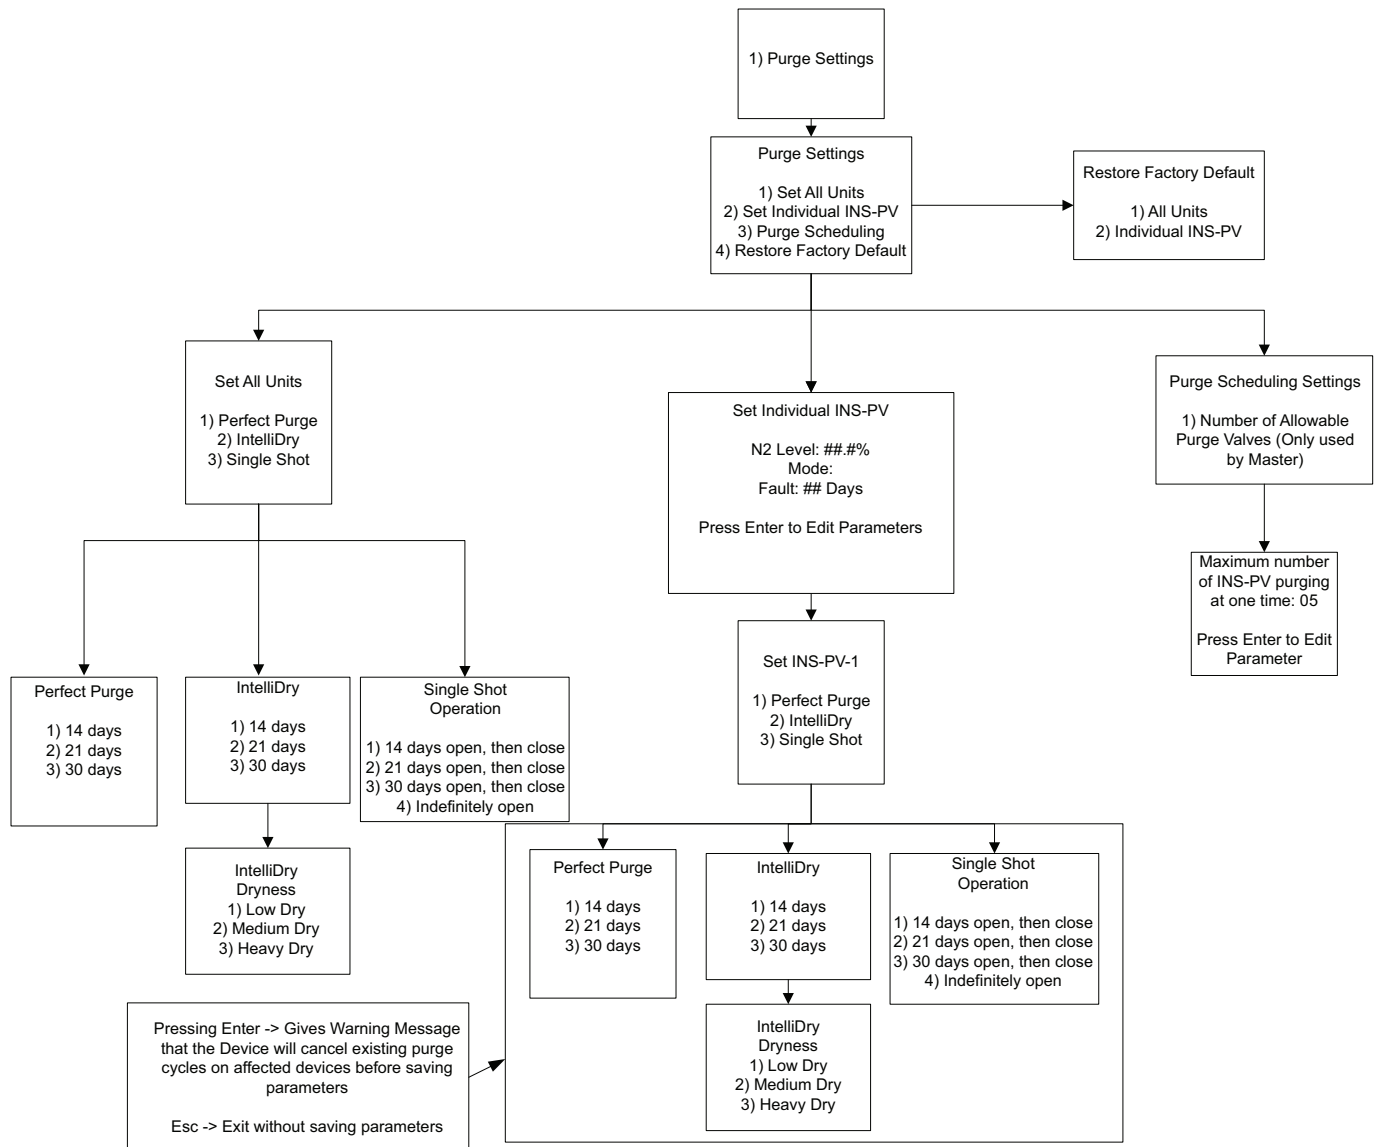 1) Purge Settings
Purge Settings
1) Set All Units
2) Set Individual INS-PV
3) Purge Scheduling
4) Restore Factory Default
Restore Factory Default
1) All Units
2) Individual INS-PV
Set All Units
1) Perfect Purge
2) IntelliDry
3) Single Shot
Set Individual INS-PV
N2 Level: ##.#%
Mode:
Fault: ## Days
Press Enter to Edit Parameters
Purge Scheduling Settings
1) Number of Allowable
Purge Valves (Only used
by Master)
Maximum number
of INS-PV purging
at one time: 05
Press Enter to Edit
Parameter
Perfect Purge
1) 14 days
2) 21 days
3) 30 days
IntelliDry
1) 14 days
2) 21 days
3) 30 days
Single Shot
Operation
1) 14 days open, then close
2) 21 days open, then close
3) 30 days open, then close
4) Indefinitely open
IntelliDry
Dryness
1) Low Dry
2) Medium Dry
3) Heavy Dry
Set INS-PV-1
1) Perfect Purge
2) IntelliDry
3) Single Shot
Perfect Purge
1) 14 days
2) 21 days
3) 30 days
IntelliDry
1) 14 days
2) 21 days
3) 30 days
Single Shot
Operation
1) 14 days open, then close
2) 21 days open, then close
3) 30 days open, then close
4) Indefinitely open
IntelliDry
Dryness
1) Low Dry
2) Medium Dry
3) Heavy Dry
Pressing Enter -> Gives Warning Message
that the Device will cancel existing purge
cycles on affected devices before saving
parameters
Esc -> Exit without saving parameters